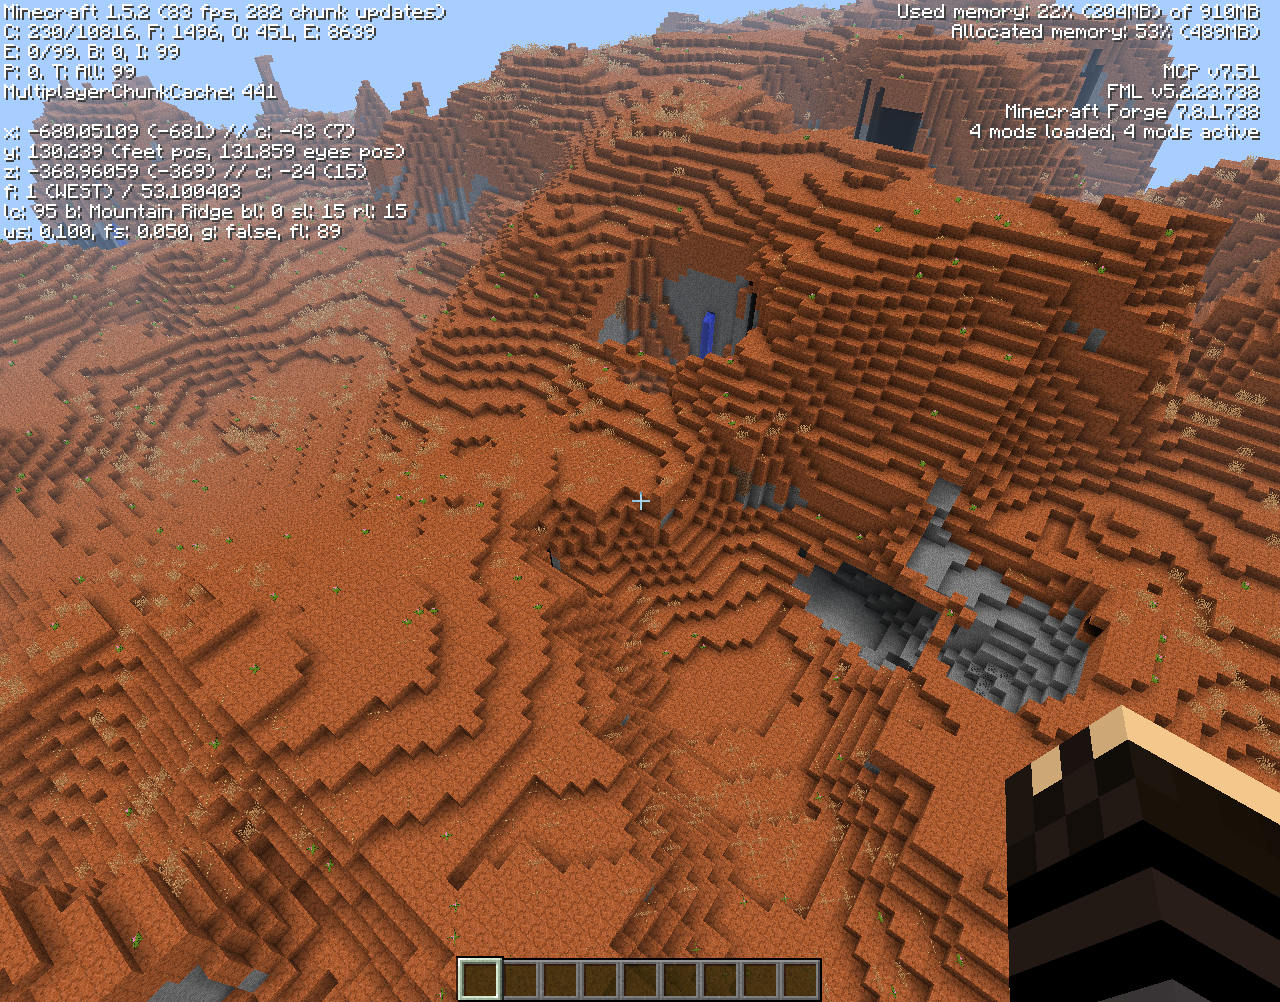 Minecraft 1.5.2 (83 fps, 282 chunk updates)
C: 230/10816, F: 1496, O: 451, E: 8639
E: 0/99, B: 0, I: 99
P: 0, T: All: 99
MultiplayerChunkCache: 441
x: -680.05109 (-681) // c: -43 (7)
y: 130.239 (feet pos, 131.859 eyes pos)
z: -368.96059 (-369) // c: -24 (15)
f: 1 (WEST) / 53.100403
lc: 95 b: Mountain Ridge bl: 0 sl: 15 rl: 15
ws: 0.100, fs: 0.050, g: false, fl: 89
Used memory: 22% (204MB) of 910MB
Allocated memory: 53% (489MB)
MCP v7.51
FML v5.2.23.738
Minecraft Forge 7.8.1.738
4 mods loaded, 4 mods active